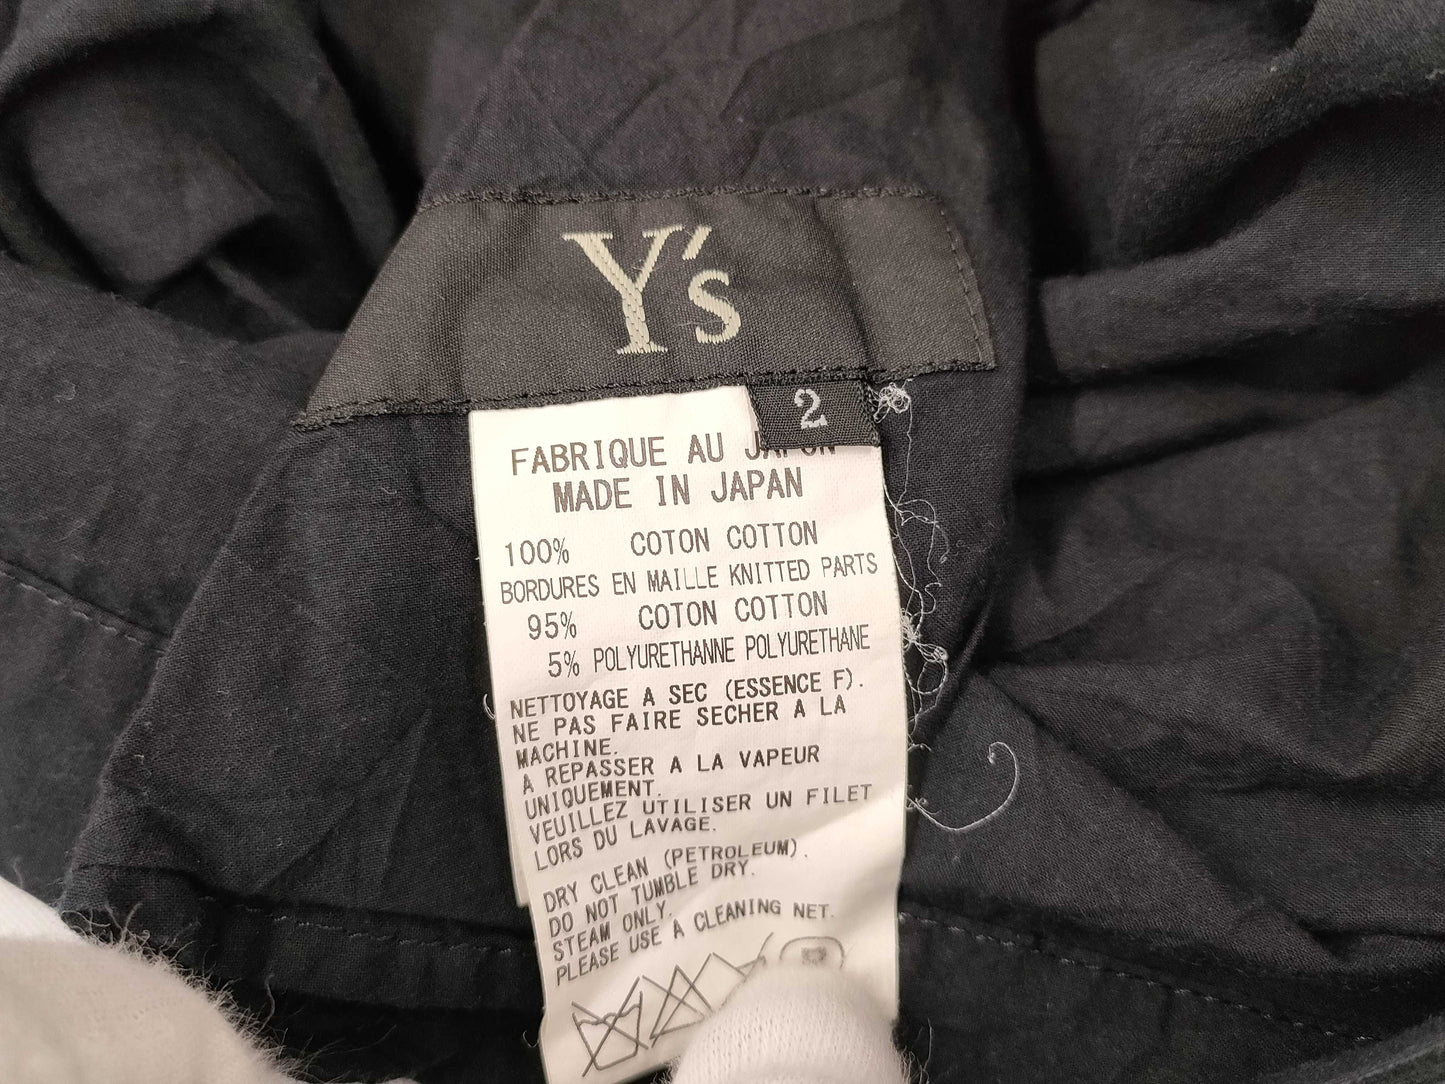 Y's
2
FABRIQUE AU JAPON
MADE IN JAPAN
100% COTON COTTON
BORDURES EN MAILLE KNITTED PARTS
95% COTON COTTON
5% POLYURETHANNE POLYURETHANE
NETTOYAGE A SEC (ESSENCE F).
NE PAS FAIRE SECHER A LA
MACHINE.
A REPASSER A LA VAPEUR
UNIQUEMENT.
VEUILLEZ UTILISER UN FILET
LORS DU LAVAGE.
DRY CLEAN (PETROLEUM).
DO NOT TUMBLE DRY.
STEAM ONLY.
PLEASE USE A CLEANING NET.